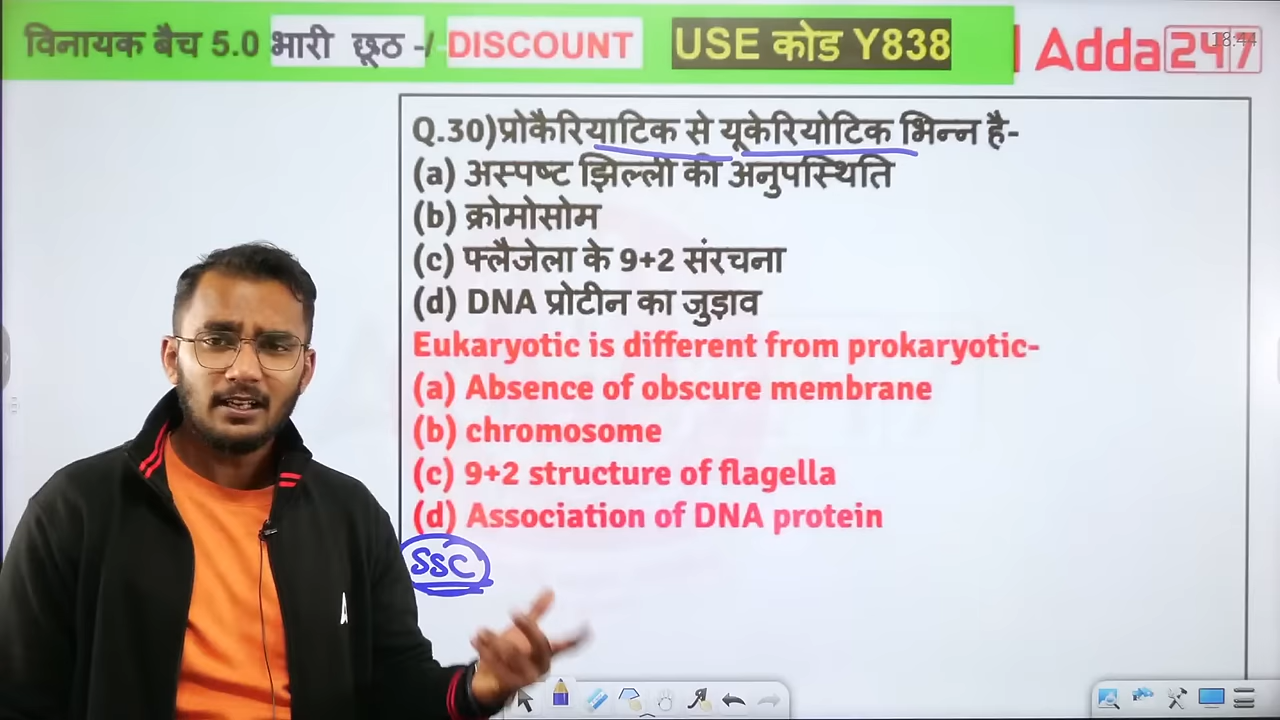 विनायक बैच 5.0 भारी छूठ -/- DISCOUNT USE कोड Y838 Adda247
18:44
Q.30)प्रोकैरियाटिक से यूकेरियोटिक भिन्न है-
(a) अस्पष्ट झिल्ली की अनुपस्थिति
(b) क्रोमोसोम
(c) फ्लैजेला के 9+2 संरचना
(d) DNA प्रोटीन का जुड़ाव
Eukaryotic is different from prokaryotic-
(a) Absence of obscure membrane
(b) chromosome
(c) 9+2 structure of flagella
(d) Association of DNA protein
SSC